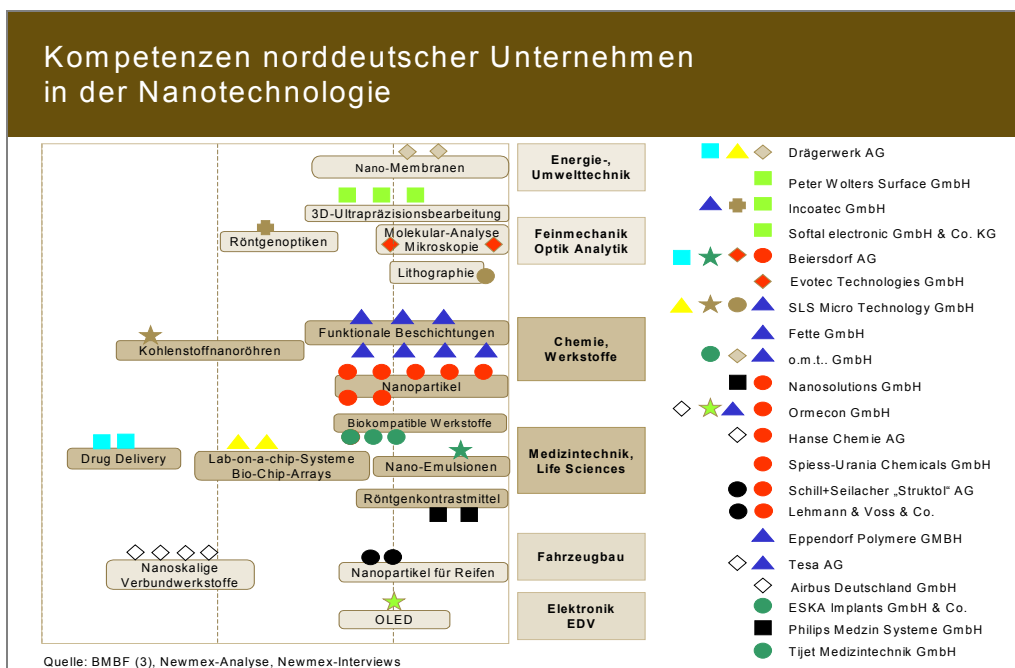 Kompetenzen norddeutscher Unternehmen
in der Nanotechnologie
Nano-Membranen
3D-Ultrapräzisionsbearbeitung
Röntgenoptiken
Molekular-Analyse
Mikroskopie
Lithographie
Funktionale Beschichtungen
Kohlenstoffnanoröhren
Nanopartikel
Biokompatible Werkstoffe
Drug Delivery
Lab-on-a-chip-Systeme
Bio-Chip-Arrays
Nano-Emulsionen
Röntgenkontrastmittel
Nanoskalige
Verbundwerkstoffe
Nanopartikel für Reifen
OLED
Energie-,
Umwelttechnik
Feinmechanik
Optik Analytik
Chemie,
Werkstoffe
Medizintechnik,
Life Sciences
Fahrzeugbau
Elektronik
EDV
Drägerwerk AG
Peter Wolters Surface GmbH
Incoatec GmbH
Softal electronic GmbH & Co. KG
Beiersdorf AG
Evotec Technologies GmbH
SLS Micro Technology GmbH
Fette GmbH
o.m.t.. GmbH
Nanosolutions GmbH
Ormecon GmbH
Hanse Chemie AG
Spiess-Urania Chemicals GmbH
Schill+Seilacher „Struktol“ AG
Lehmann & Voss & Co.
Eppendorf Polymere GMBH
Tesa AG
Airbus Deutschland GmbH
ESKA Implants GmbH & Co.
Philips Medzin Systeme GmbH
Tijet Medizintechnik GmbH
Quelle: BMBF (3), Newmex-Analyse, Newmex-Interviews